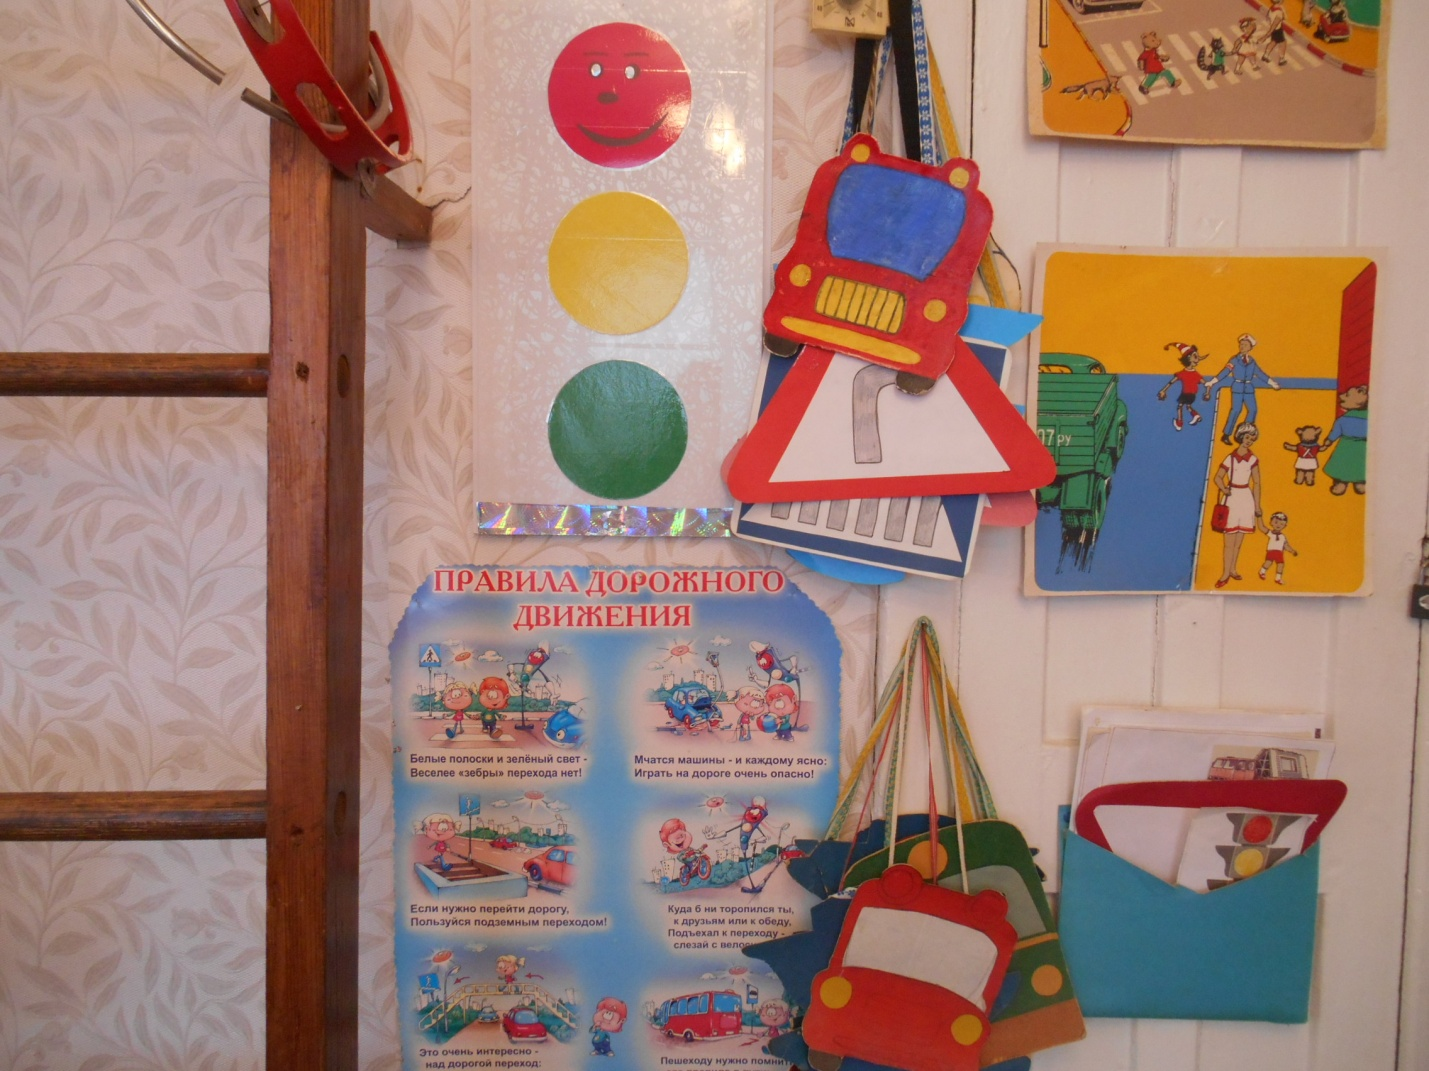 07 РУ
ПРАВИЛА ДОРОЖНОГО
ДВИЖЕНИЯ
Белые полоски и зелёный свет -
Веселее «зебры» перехода нет!
Мчатся машины - и каждому ясно:
Играть на дороге очень опасно!
Если нужно перейти дорогу,
Пользуйся подземным переходом!
Куда б ни торопился ты,
к друзьям или к обеду,
Подъехал к переходу -
слезай с
Это очень интересно -
над дорогой переход:
Пешеходу нужно